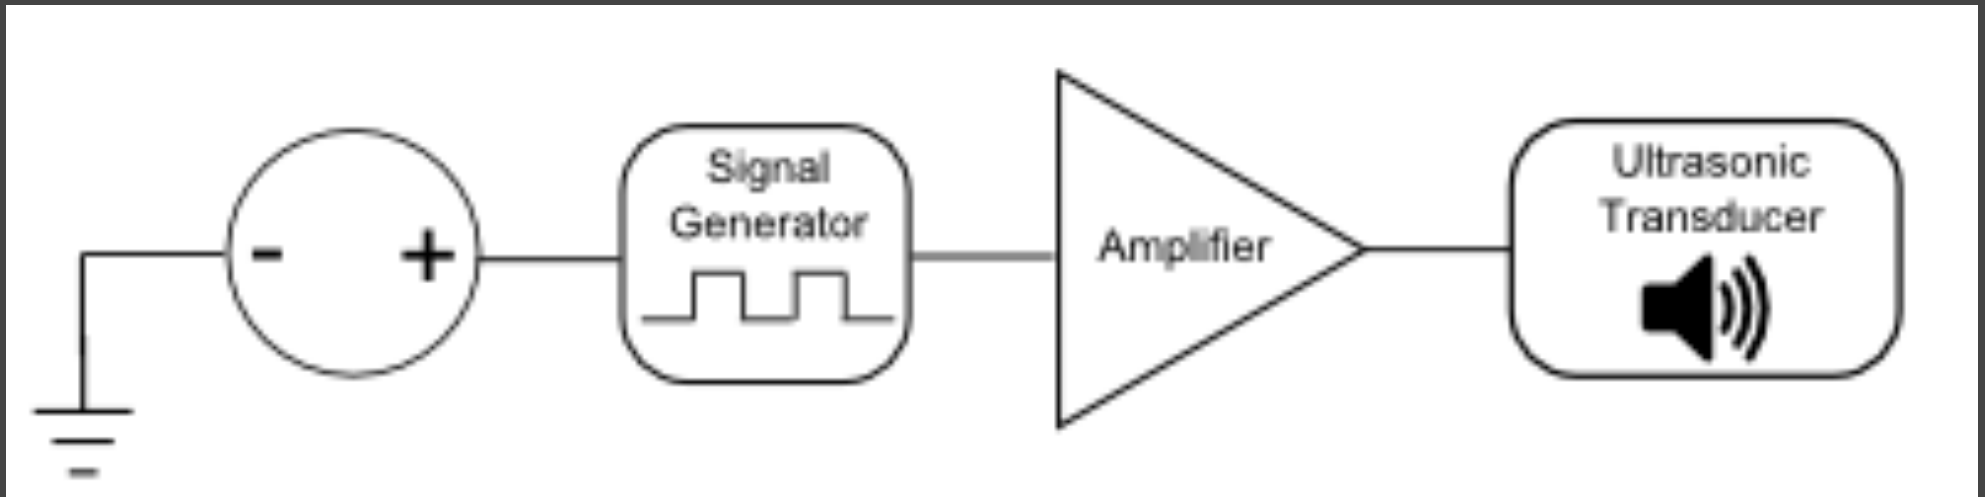 - +
Signal
Generator
Amplifier
Ultrasonic
Transducer